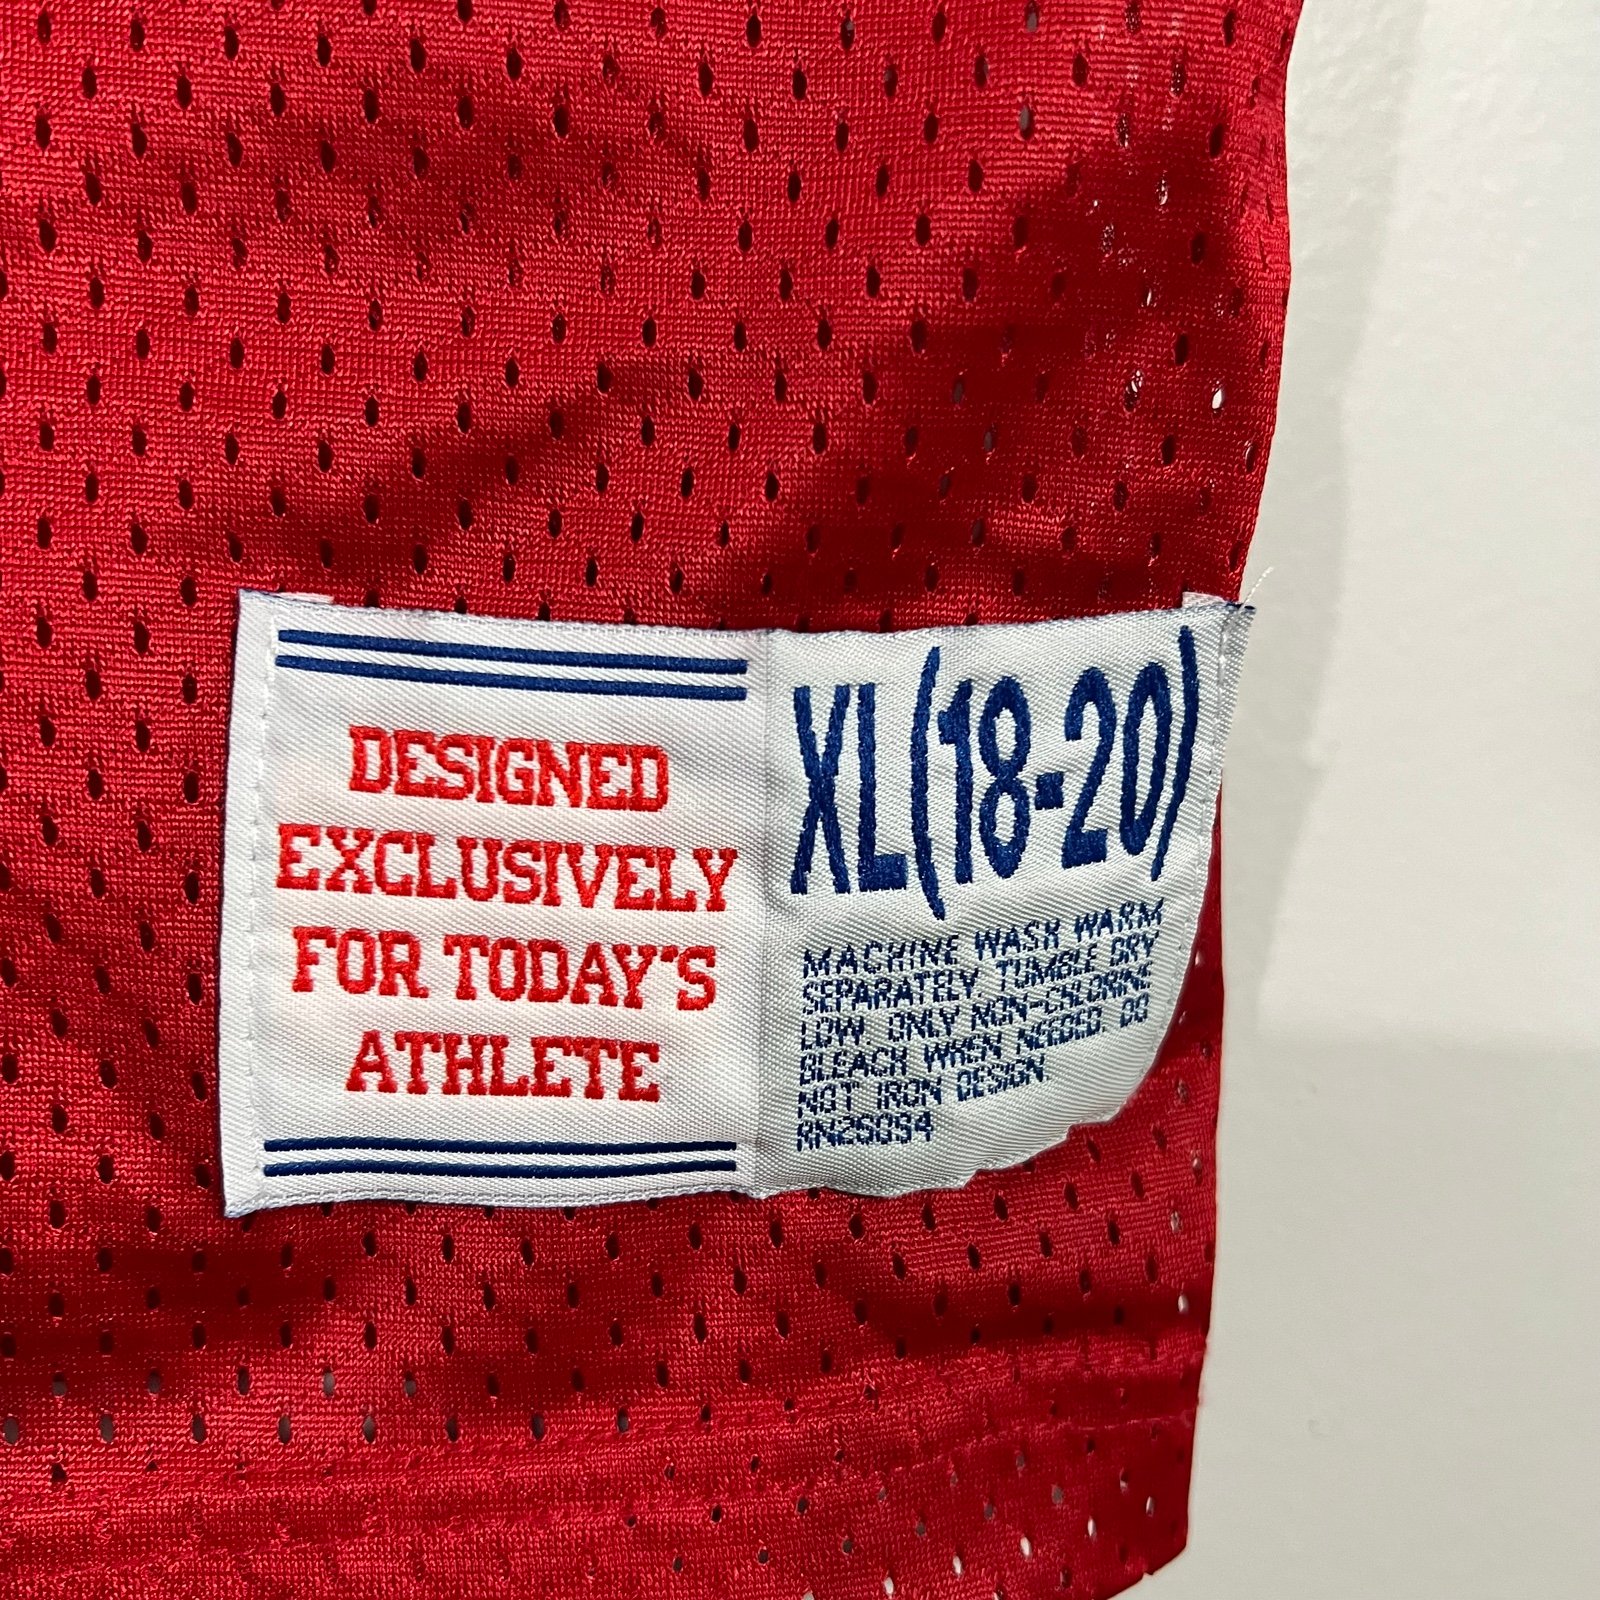 DESIGNED
EXCLUSIVELY
FOR TODAY'S
ATHLETE
XL(18-20)
MACHINE WASH WARM
SEPARATELY. TUMBLE DRY
LOW. ONLY NON-CHLORINE
BLEACH WHEN NEEDED. DO
NOT IRON DESIGN.
RN26094